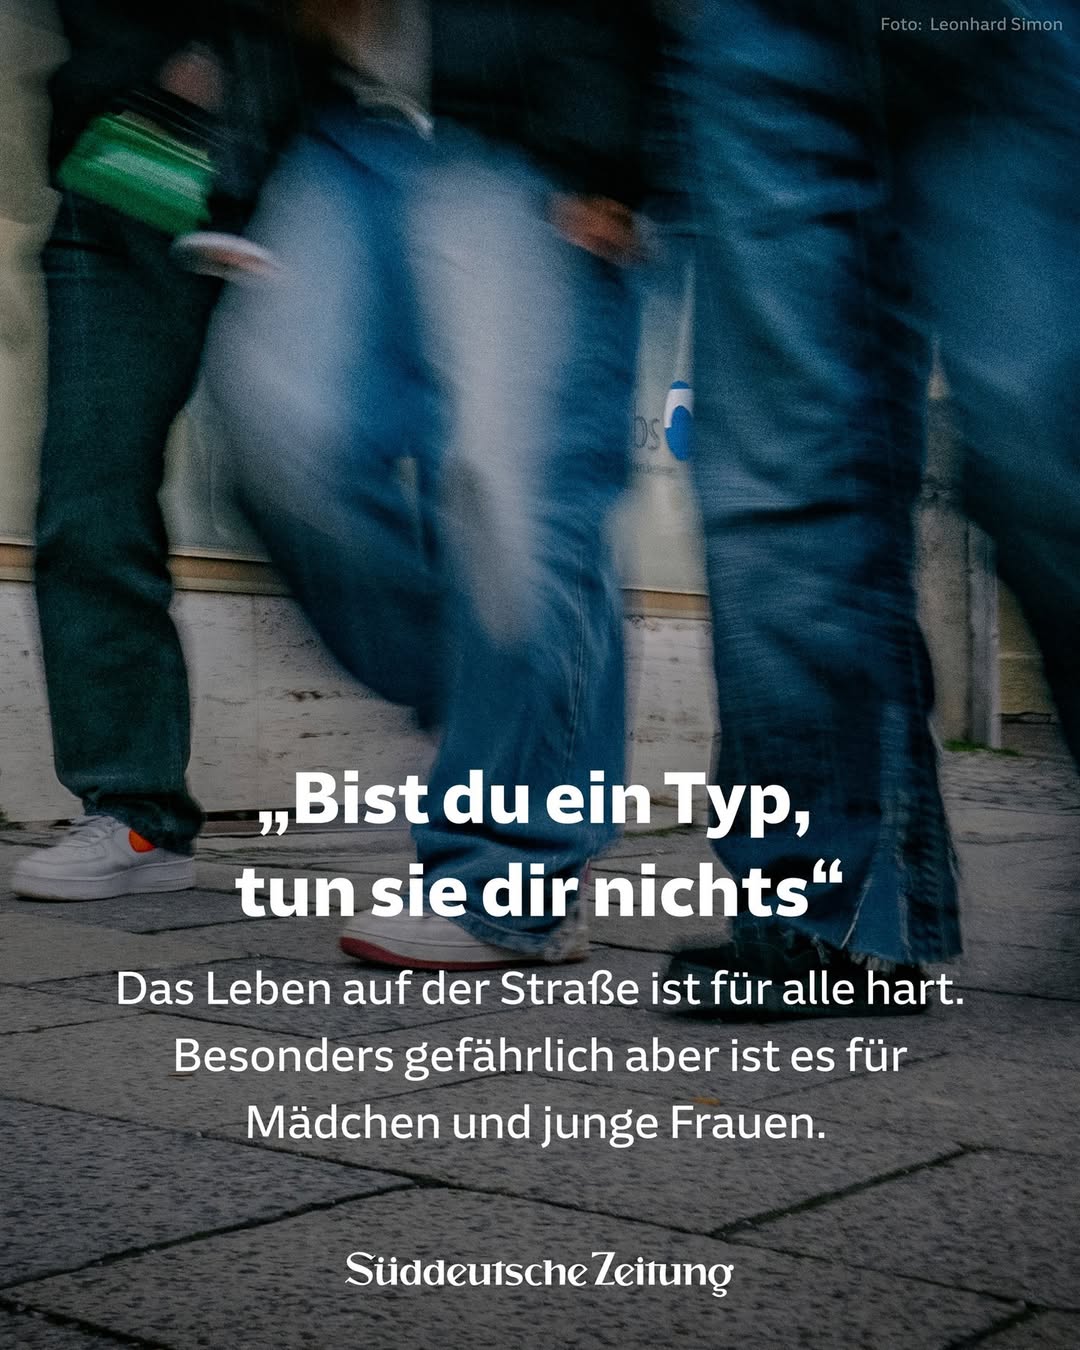 Foto: Leonhard Simon
„Bist du ein Typ,
tun sie dir nichts“
Das Leben auf der Straße ist für alle hart.
Besonders gefährlich aber ist es für
Mädchen und junge Frauen.
Süddeutsche Zeitung